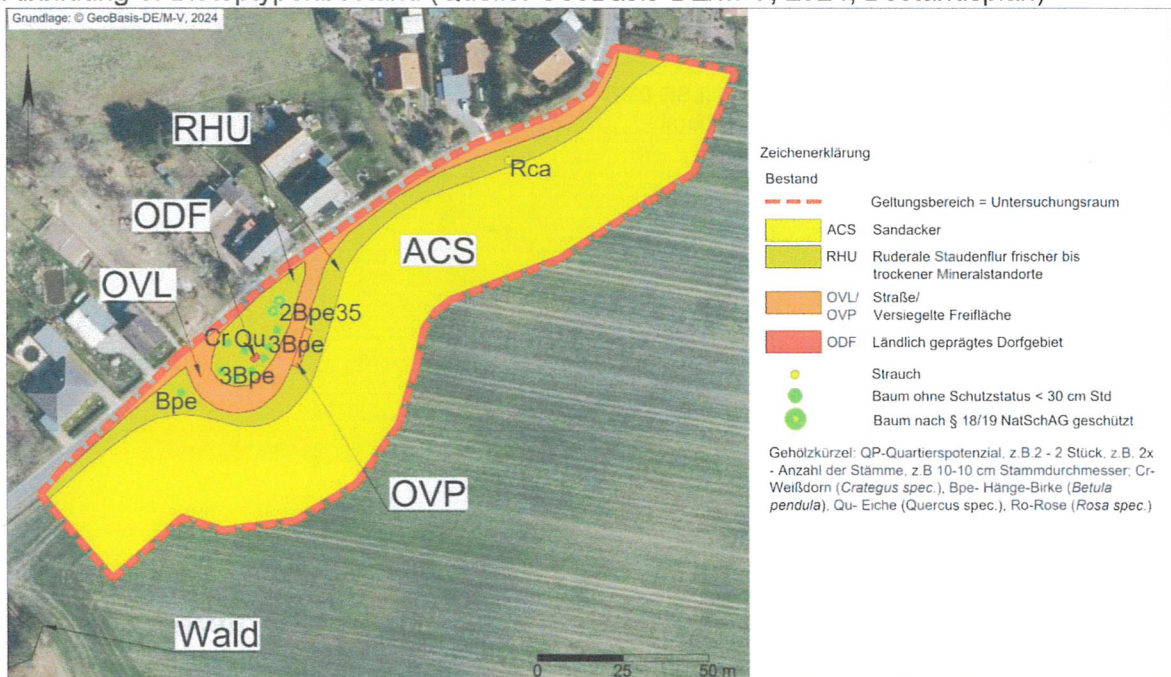 Grundlage: © GeoBasis-DE/M-V, 2024
RHU
ODF
OVL
Rca
ACS
2Bpe35
Cr Qu 3Bpe
3Bpe
Bpe
OVP
Wald
0 25 50 m
Zeichenerklärung
Bestand
Geltungsbereich = Untersuchungsraum
ACS Sandacker
RHU Ruderale Staudenflur frischer bis
trockener Mineralstandorte
OVL/ Straße/
OVP Versiegelte Freifläche
ODF Ländlich geprägtes Dorfgebiet
Strauch
Baum ohne Schutzstatus < 30 cm Std
Baum nach § 18/19 NatSchAG geschützt
Gehölzkürzel: QP-Quartierspotenzial, z.B.2 - 2 Stück, z.B. 2x
- Anzahl der Stämme, z.B 10-10 cm Stammdurchmesser; Cr-
Weißdorn (Crategus spec.), Bpe- Hänge-Birke (Betula
pendula), Qu- Eiche (Quercus spec.), Ro-Rose (Rosa spec.)